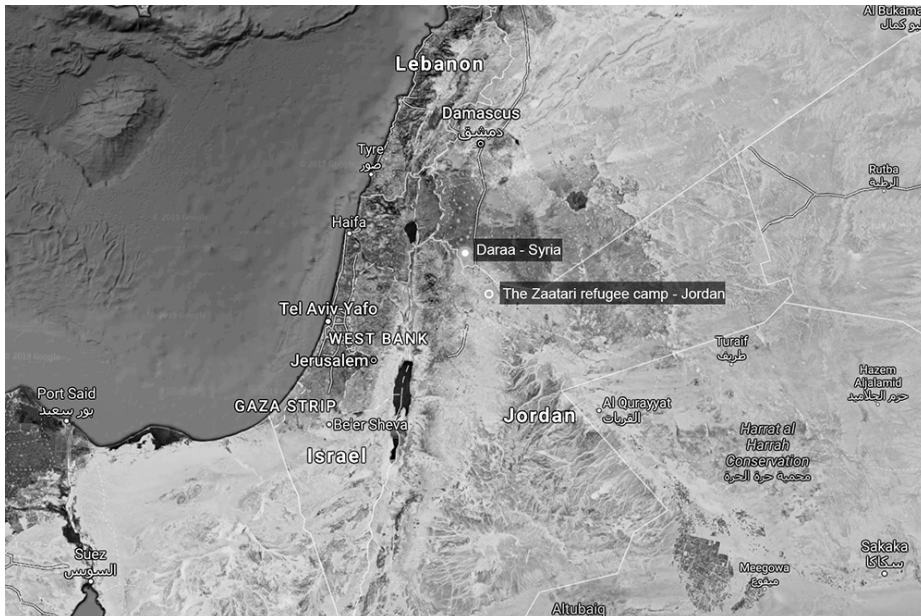 Al Bukama
Lebanon
Damascus
دمشق
Tyre
صور
Rutba
الرطبة
Haifa
Daraa - Syria
The Zaatari refugee camp - Jordan
Tel Aviv-Yafo
WEST BANK
Turaif
طريف
Jerusalem
Hazem
Aljalamid
حزم الجلاميد
Port Said
بور سعيد
GAZA STRIP
Jordan
Al Qurayyat
القريات
Be'er Sheva
Harrat al
Harrah
Conservation
محمية حرة الحرة
Israel
Suez
السويس
Sakaka
سكاكا
Meegowa
ميقوع
Altubaiq